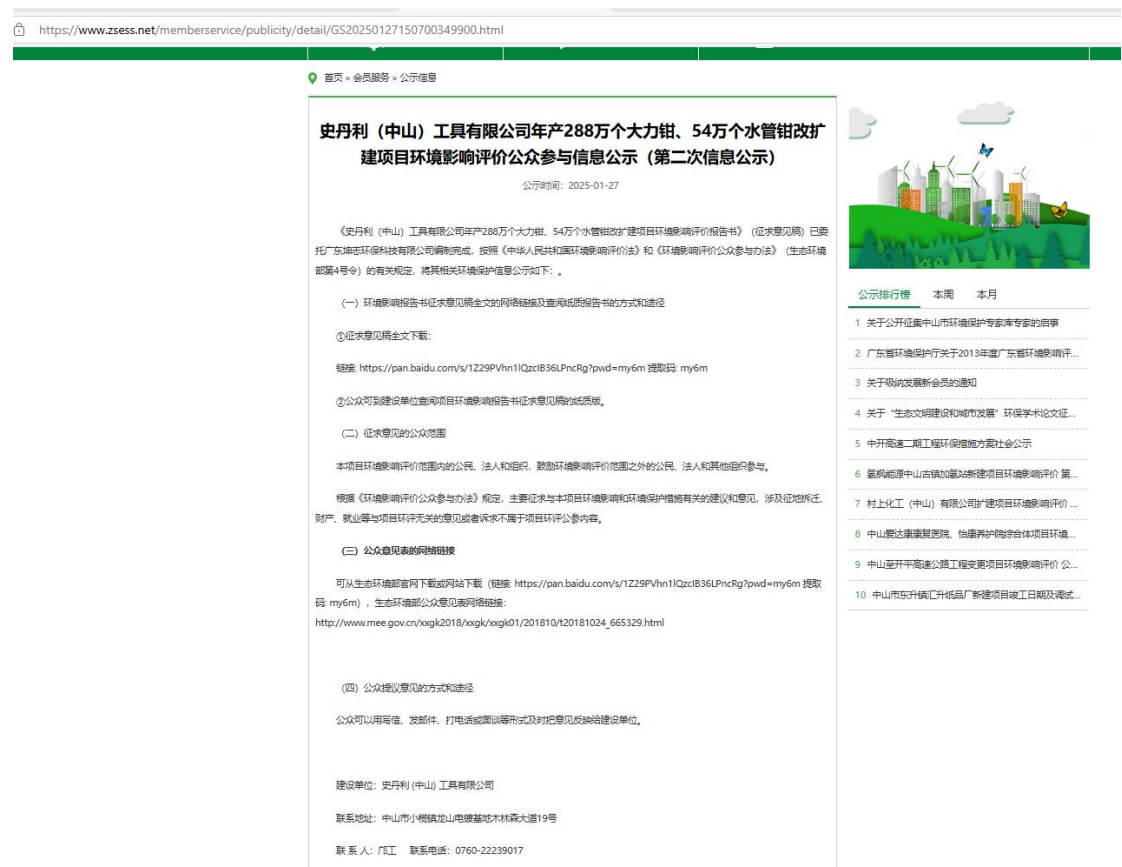 https://www.zsess.net/memberservice/publicity/detail/GS20250127150700349900.html
首页 » 会员服务 » 公示信息
史丹利（中山）工具有限公司年产288万个大力钳、54万个水管钳改扩
建项目环境影响评价公众参与信息公示（第二次信息公示）
公示时间：2025-01-27
《史丹利（中山）工具有限公司年产288万个大力钳、54万个水管钳改扩建项目环境影响评价报告书》（征求意见稿）已委
托广东坤志环保科技有限公司编制完成，按照《中华人民共和国环境影响评价法》和《环境影响评价公众参与办法》（生态环境
部第4号令）的有关规定，将其相关环境保护信息公示如下：。
（一）环境影响报告书征求意见稿全文的网络链接及查阅纸质报告书的方式和途径
①征求意见稿全文下载：
链接: https://pan.baidu.com/s/1Z29PVhn1lQzclB36LPncRg?pwd=my6m 提取码: my6m
②公众可到建设单位查阅项目环境影响报告书征求意见稿的纸质版。
（二）征求意见的公众范围
本项目环境影响评价范围内的公民、法人和组织，鼓励环境影响评价范围之外的公民、法人和其他组织参与。
根据《环境影响评价公众参与办法》规定，主要征求与本项目环境影响和环境保护措施有关的建议和意见，涉及征地拆迁、
财产、就业等与项目环评无关的意见或者诉求不属于项目环评公参内容。
（三）公众意见表的网络链接
可从生态环境部官网下载或网站下载（链接: https://pan.baidu.com/s/1Z29PVhn1lQzclB36LPncRg?pwd=my6m 提取
码: my6m），生态环境部公众意见表网络链接：
http://www.mee.gov.cn/xxgk2018/xxgk/xxgk01/201810/t20181024_665329.html
（四）公众提议意见的方式和途径
公众可以用写信、发邮件、打电话或面谈等形式及时把意见反映给建设单位。
建设单位：史丹利 (中山) 工具有限公司
联系地址：中山市小榄镇龙山电镀基地木林森大道19号
联 系 人：邝工 联系电话：0760-22239017
公示排行榜 本周 本月
1 关于公开征集中山市环境保护专家库专家的启事
2 广东省环境保护厅关于2013年度广东省环境影响评...
3 关于吸纳发展新会员的通知
4 关于“生态文明建设和城市发展”环保学术论文征...
5 中开高速二期工程环保措施方案社会公示
6 氢枫能源中山古镇加氢站新建项目环境影响评价 第...
7 村上化工（中山）有限公司扩建项目环境影响评价 ...
8 中山爱达康康复医院、怡康养护院综合体项目环境...
9 中山至开平高速公路工程变更项目环境影响评价 公...
10 中山市东升镇汇升纸品厂新建项目竣工日期及调试...